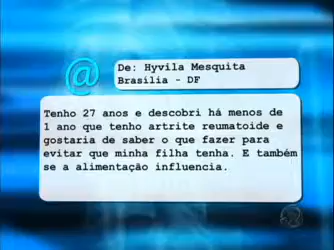 @
De: Hyvila Mesquita
Brasília - DF
Tenho 27 anos e descobri há menos de
1 ano que tenho artrite reumatoide e
gostaria de saber o que fazer para
evitar que minha filha tenha. E também
se a alimentação influencia.